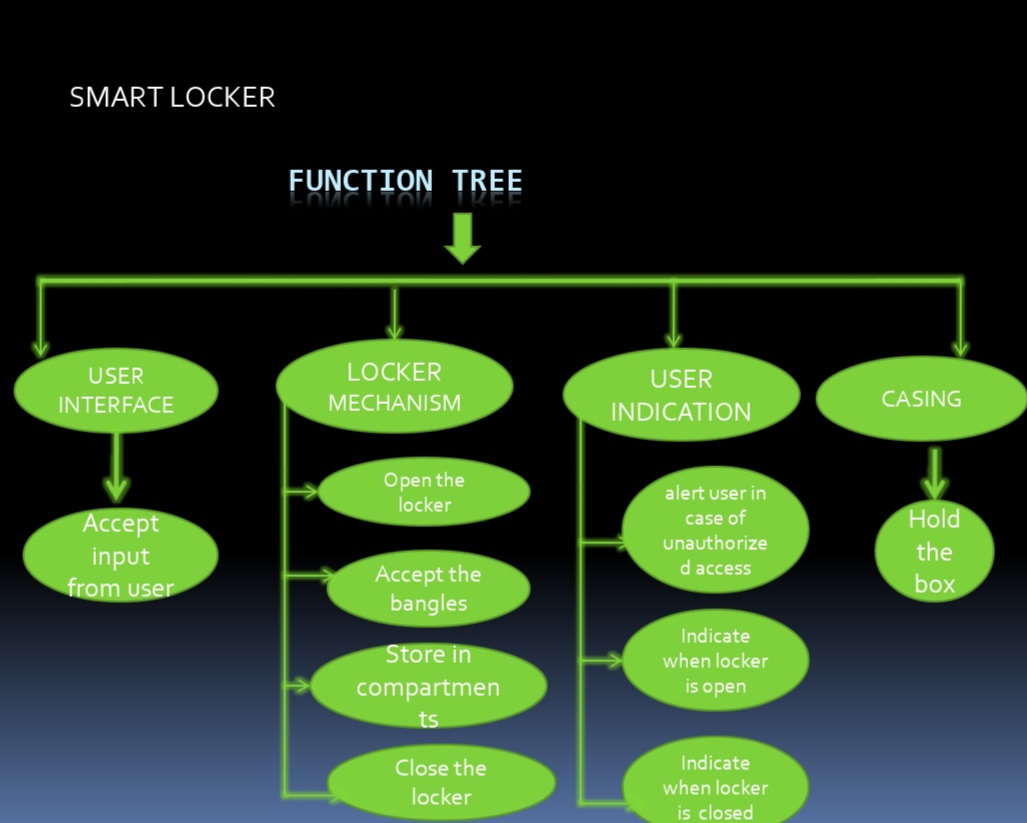 SMART LOCKER
FUNCTION TREE
USER
INTERFACE
Accept
input
from user
LOCKER
MECHANISM
Open the
locker
Accept the
bangles
Store in
compartmen
ts
Close the
locker
USER
INDICATION
alert user in
case of
unauthorize
d access
Indicate
when locker
is open
Indicate
when locker
is closed
CASING
Hold
the
box